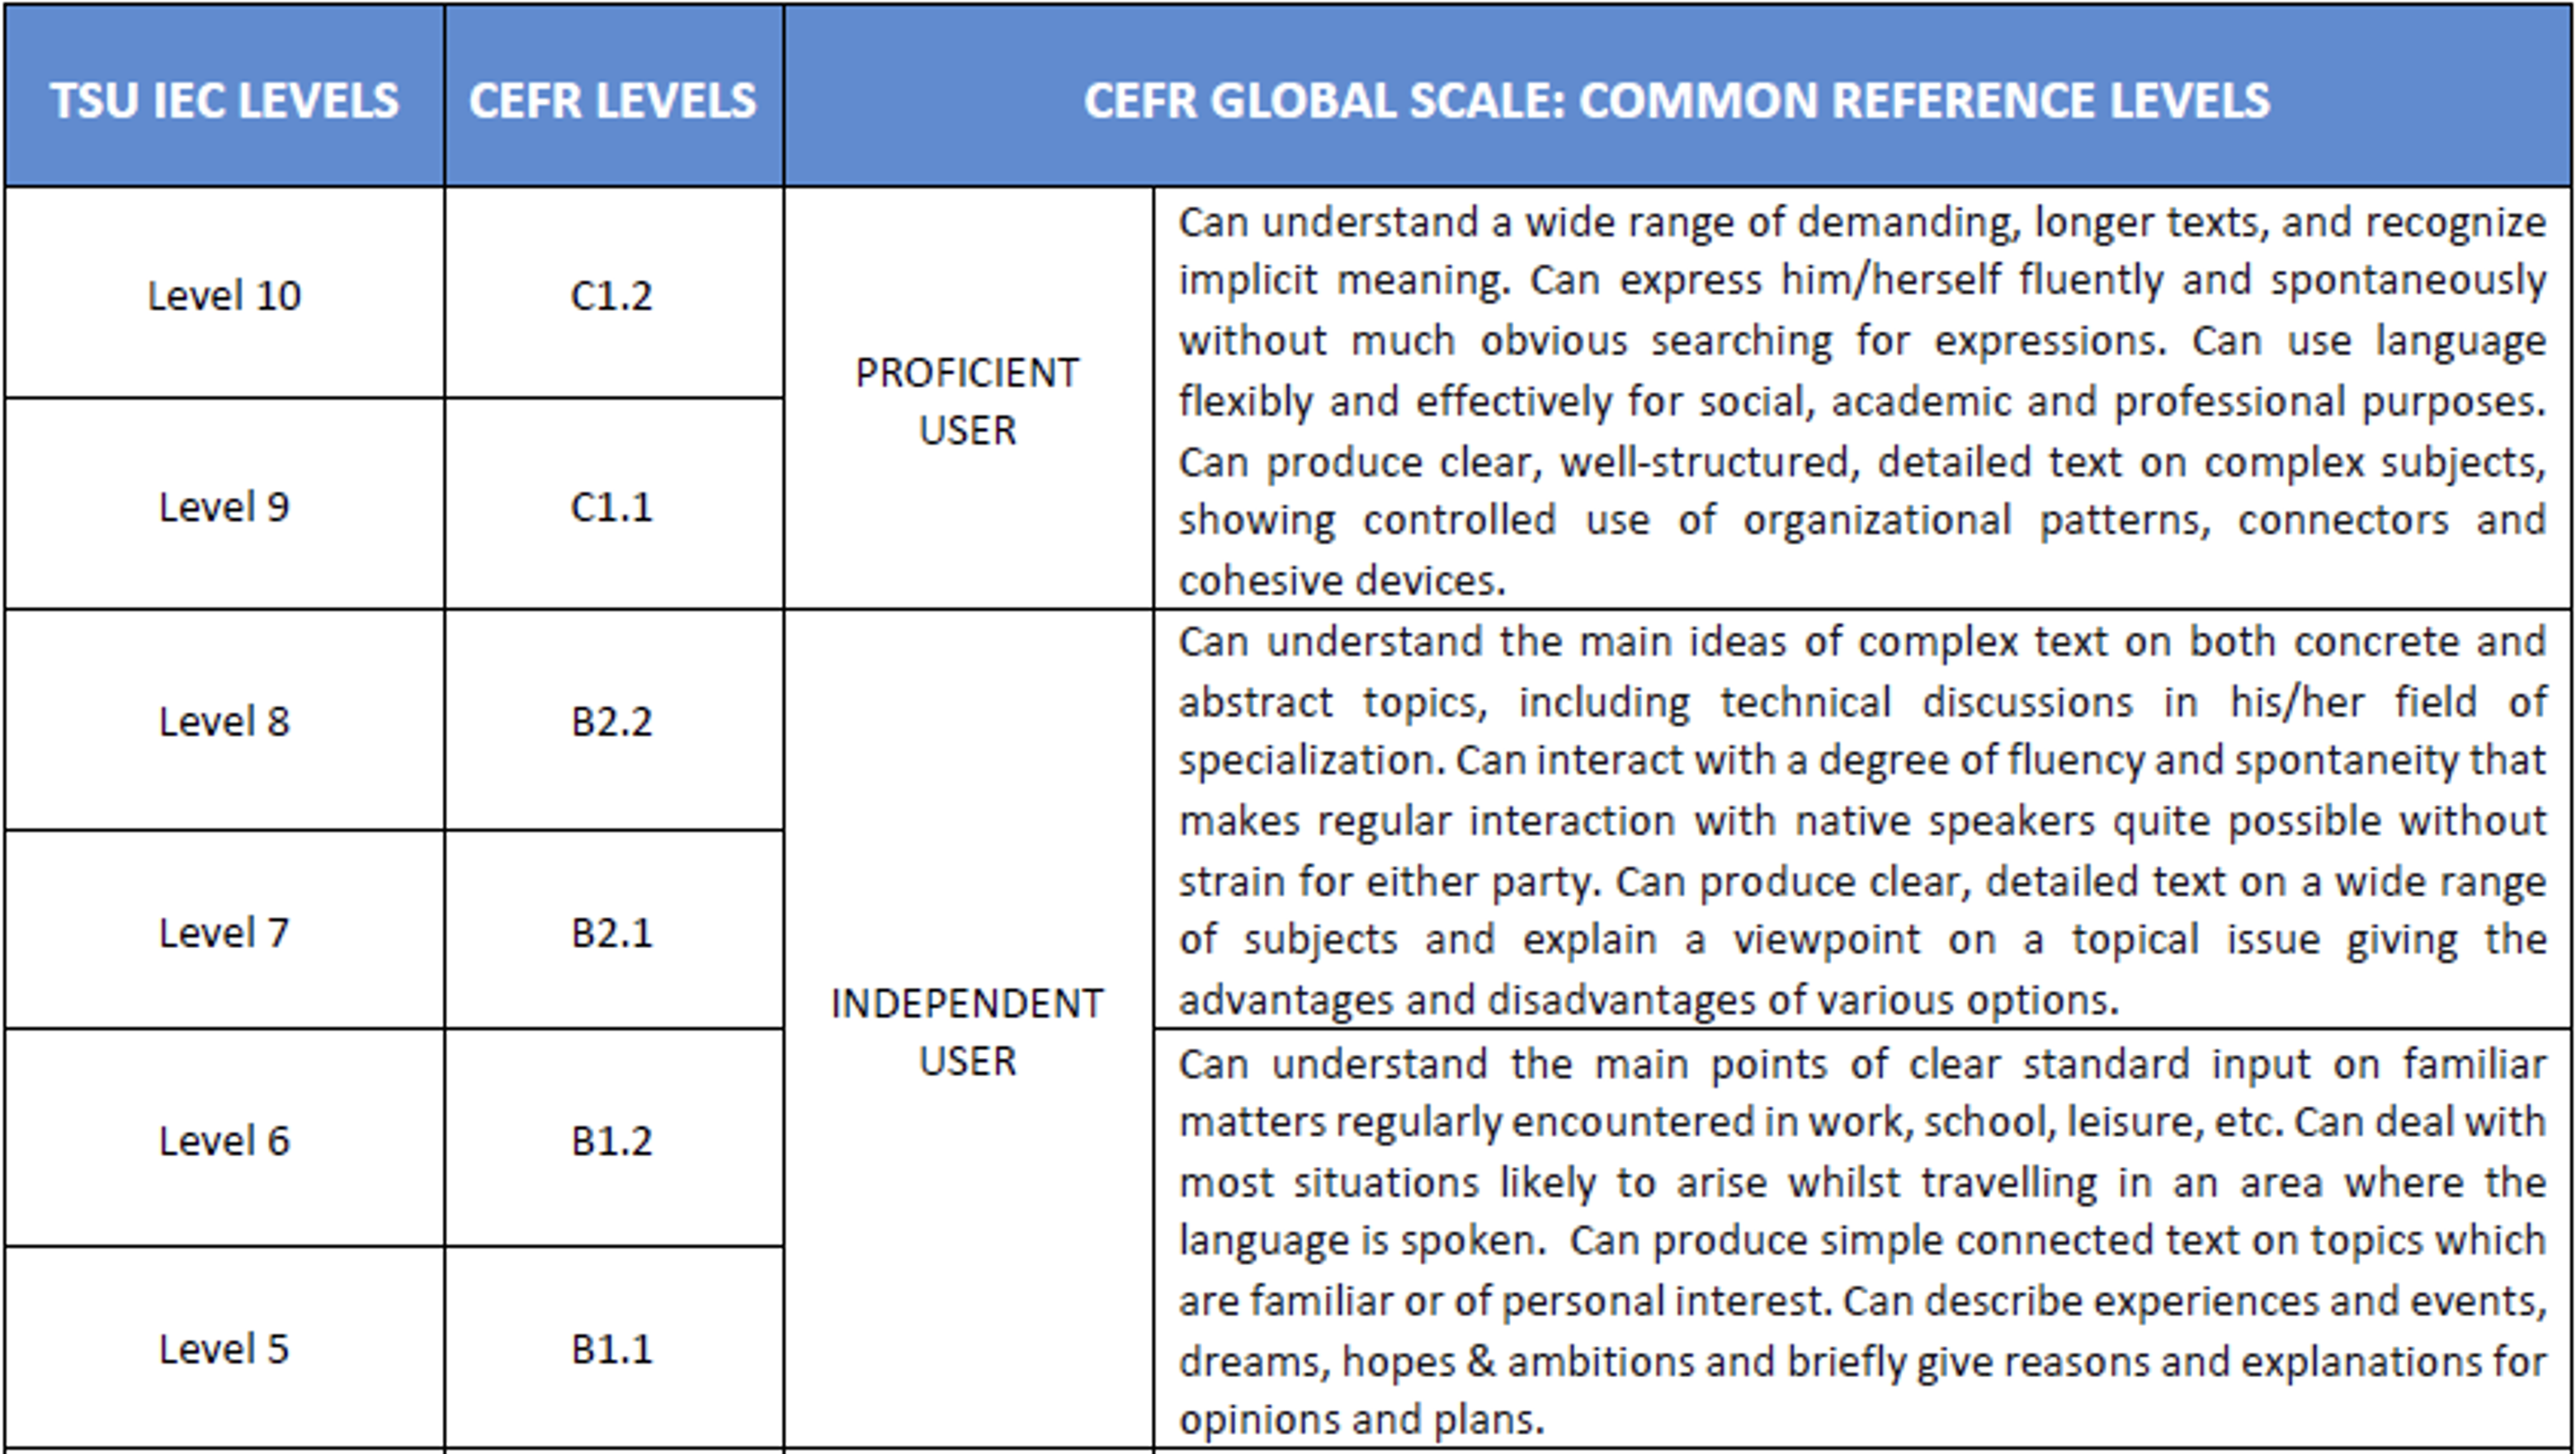 TSU IEC LEVELS CEFR LEVELS CEFR GLOBAL SCALE: COMMON REFERENCE LEVELS
Level 10 C1.2
Level 9 C1.1
PROFICIENT
USER
Can understand a wide range of demanding, longer texts, and recognize
implicit meaning. Can express him/herself fluently and spontaneously
without much obvious searching for expressions. Can use language
flexibly and effectively for social, academic and professional purposes.
Can produce clear, well-structured, detailed text on complex subjects,
showing controlled use of organizational patterns, connectors and
cohesive devices.
Level 8 B2.2
Level 7 B2.1
INDEPENDENT
USER
Can understand the main ideas of complex text on both concrete and
abstract topics, including technical discussions in his/her field of
specialization. Can interact with a degree of fluency and spontaneity that
makes regular interaction with native speakers quite possible without
strain for either party. Can produce clear, detailed text on a wide range
of subjects and explain a viewpoint on a topical issue giving the
advantages and disadvantages of various options.
Level 6 B1.2
Level 5 B1.1
Can understand the main points of clear standard input on familiar
matters regularly encountered in work, school, leisure, etc. Can deal with
most situations likely to arise whilst travelling in an area where the
language is spoken.  Can produce simple connected text on topics which
are familiar or of personal interest. Can describe experiences and events,
dreams, hopes & ambitions and briefly give reasons and explanations for
opinions and plans.